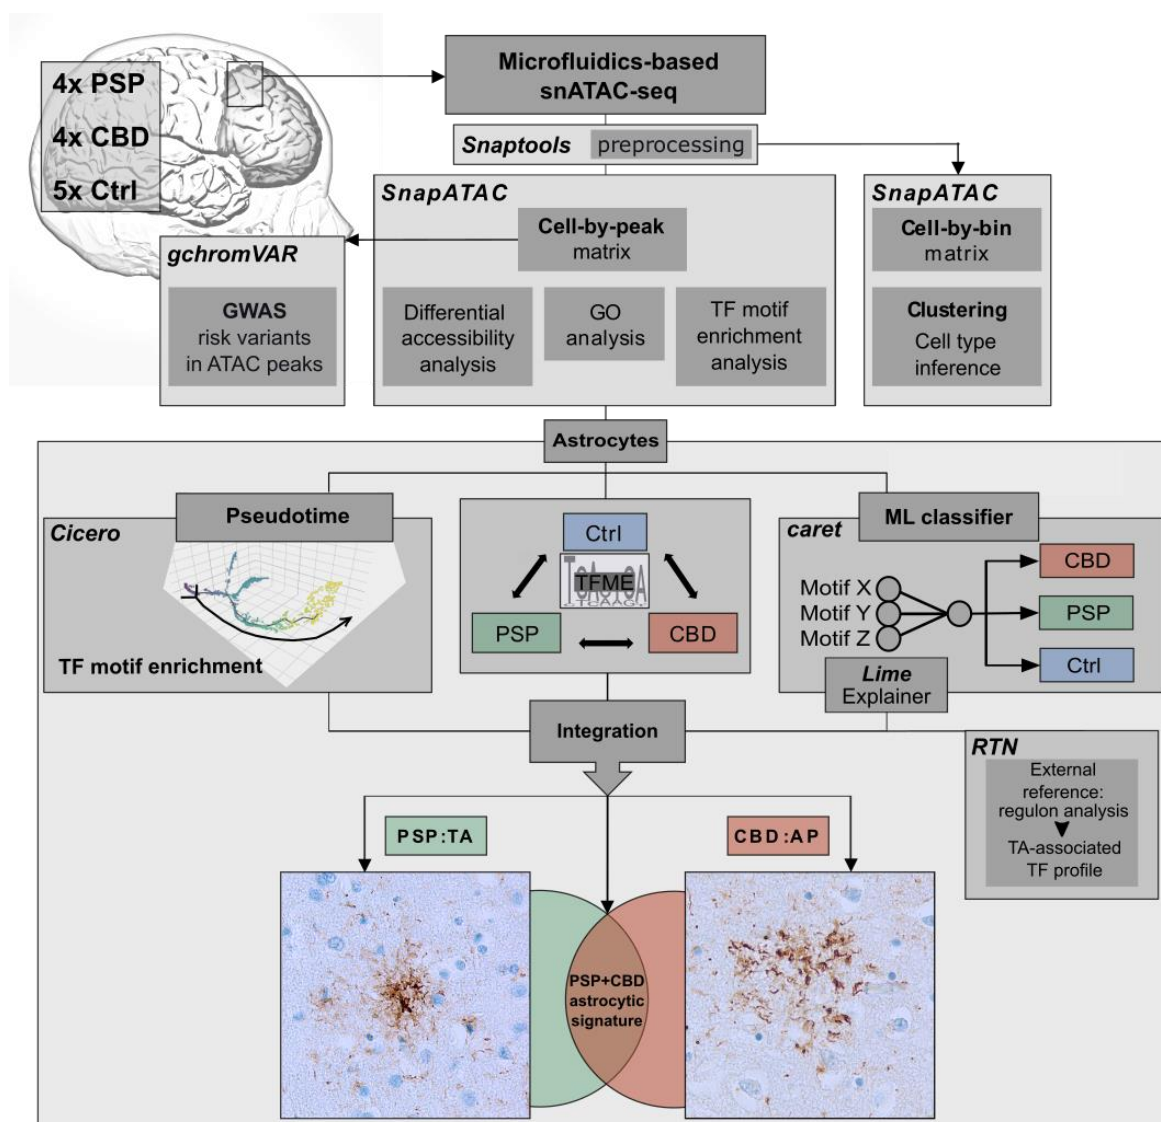 4x PSP
4x CBD
5x Ctrl
Microfluidics-based
snATAC-seq
Snaptools
preprocessing
SnapATAC
Cell-by-peak
matrix
Differential
accessibility
analysis
GO
analysis
TF motif
enrichment
analysis
SnapATAC
Cell-by-bin
matrix
Clustering
Cell type
inference
gchromVAR
GWAS
risk variants
in ATAC peaks
Astrocytes
Cicero
Pseudotime
TF motif enrichment
Ctrl
TFME
PSP
CBD
caret
ML classifier
Motif X
Motif Y
Motif Z
CBD
PSP
Ctrl
Lime
Explainer
Integration
RTN
External
reference:
regulon analysis
TA-associated
TF profile
PSP:TA
CBD:AP
PSP+CBD
astrocytic
signature